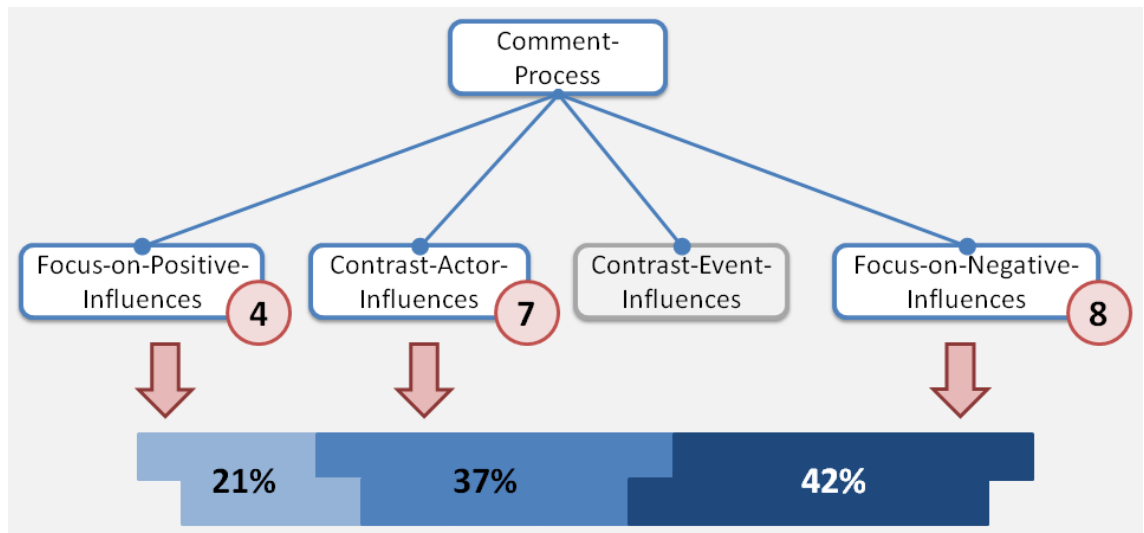 Comment-
Process
Focus-on-Positive-
Influences
4
Contrast-Actor-
Influences
7
Contrast-Event-
Influences
Focus-on-Negative-
Influences
8
21%
37%
42%